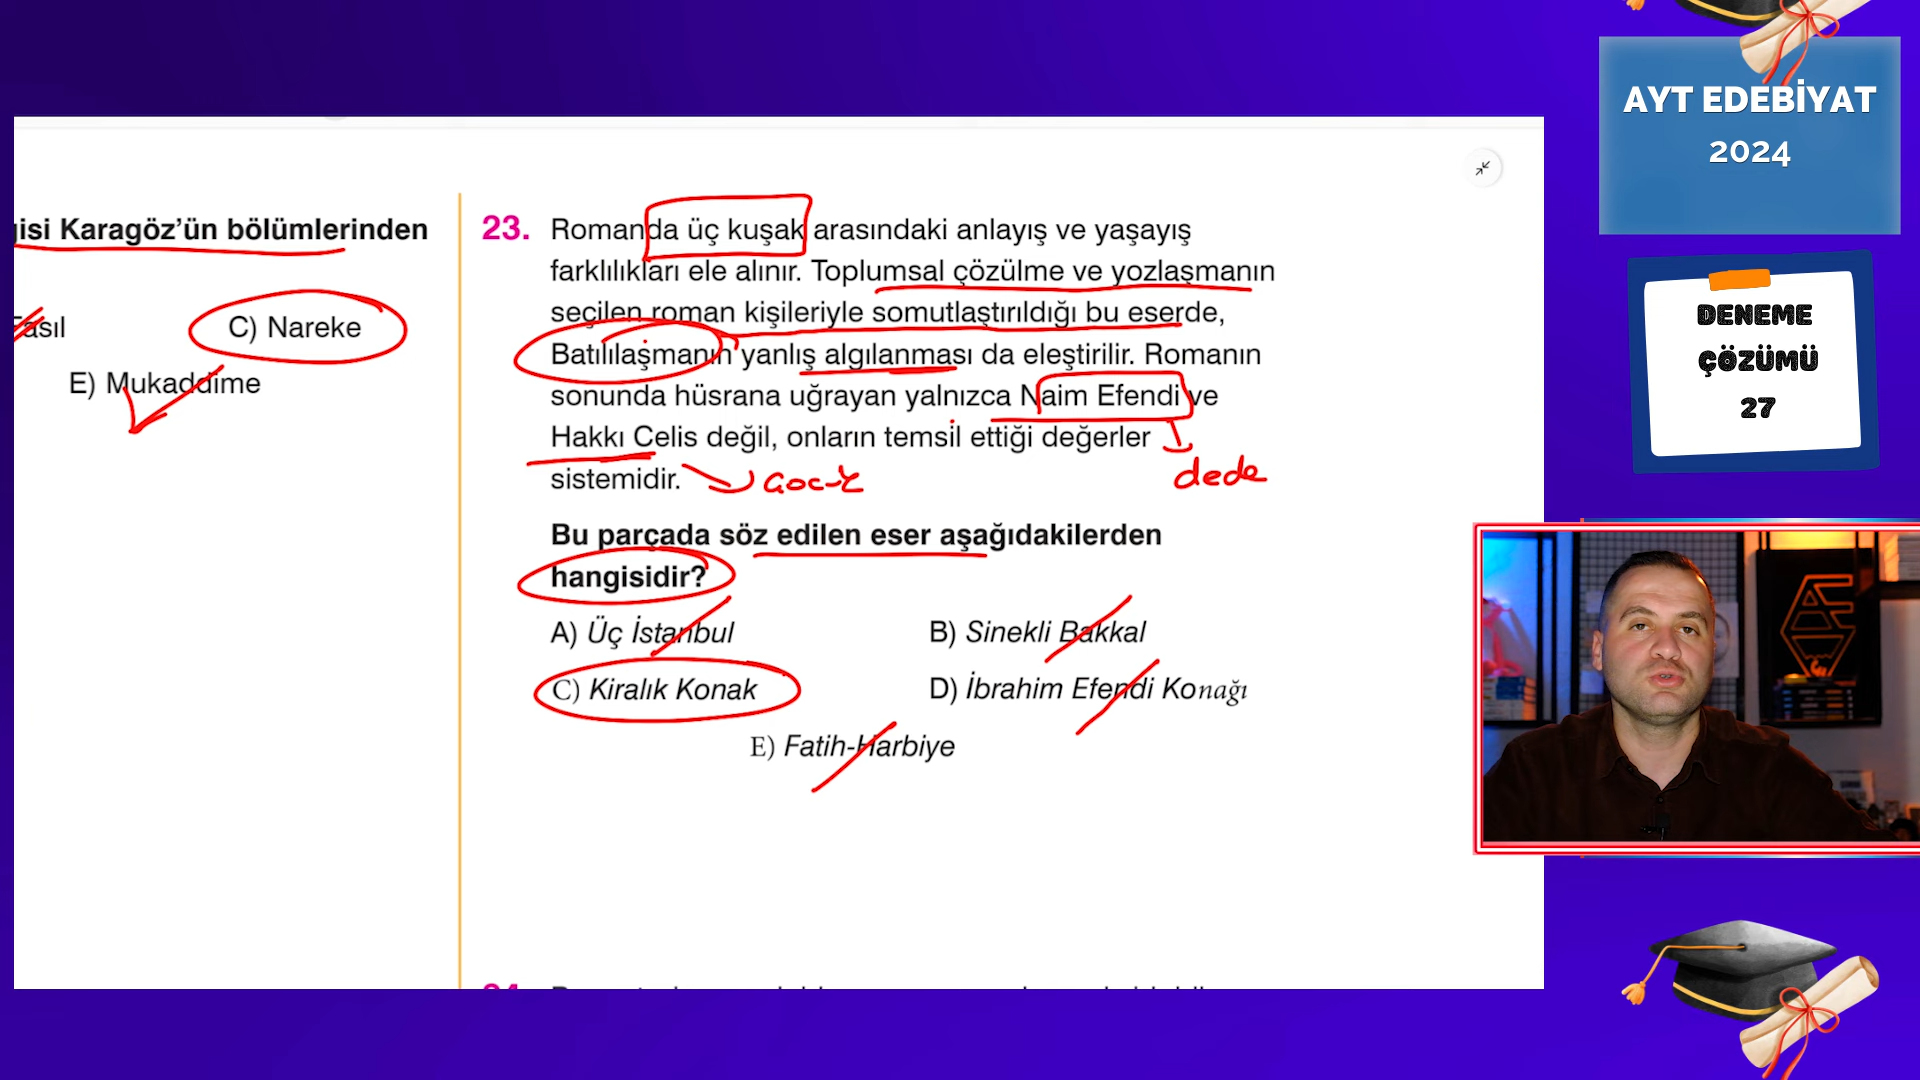 AYT EDEBİYAT
2024
DENEME
ÇÖZÜMÜ
27
gisi Karagöz'ün bölümlerinden
Fasıl
C) Nareke
E) Mukaddime
23. Romanda üç kuşak arasındaki anlayış ve yaşayış
farklılıkları ele alınır. Toplumsal çözülme ve yozlaşmanın
seçilen roman kişileriyle somutlaştırıldığı bu eserde,
Batılılaşmanın yanlış algılanması da eleştirilir. Romanın
sonunda hüsrana uğrayan yalnızca Naim Efendi ve
Hakkı Celis değil, onların temsil ettiği değerler
sistemidir.
dede
Bu parçada söz edilen eser aşağıdakilerden
hangisidir?
A) Üç İstanbul
B) Sinekli Bakkal
C) Kiralık Konak
D) İbrahim Efendi Konağı
E) Fatih-Harbiye